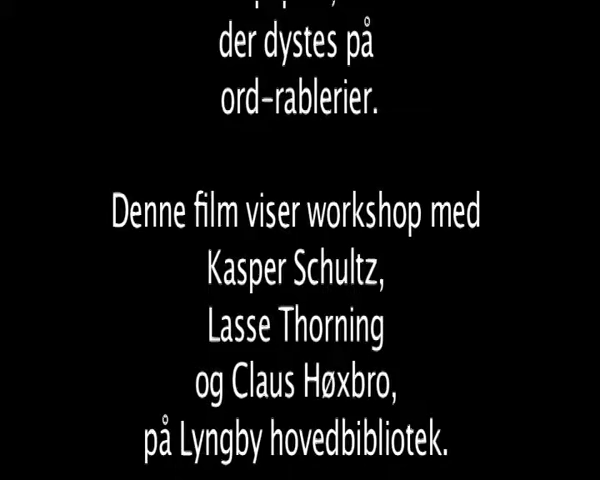 der dystes på
ord-rablerier.
Denne film viser workshop med
Kasper Schultz,
Lasse Thorning
og Claus Høxbro,
på Lyngby hovedbibliotek.